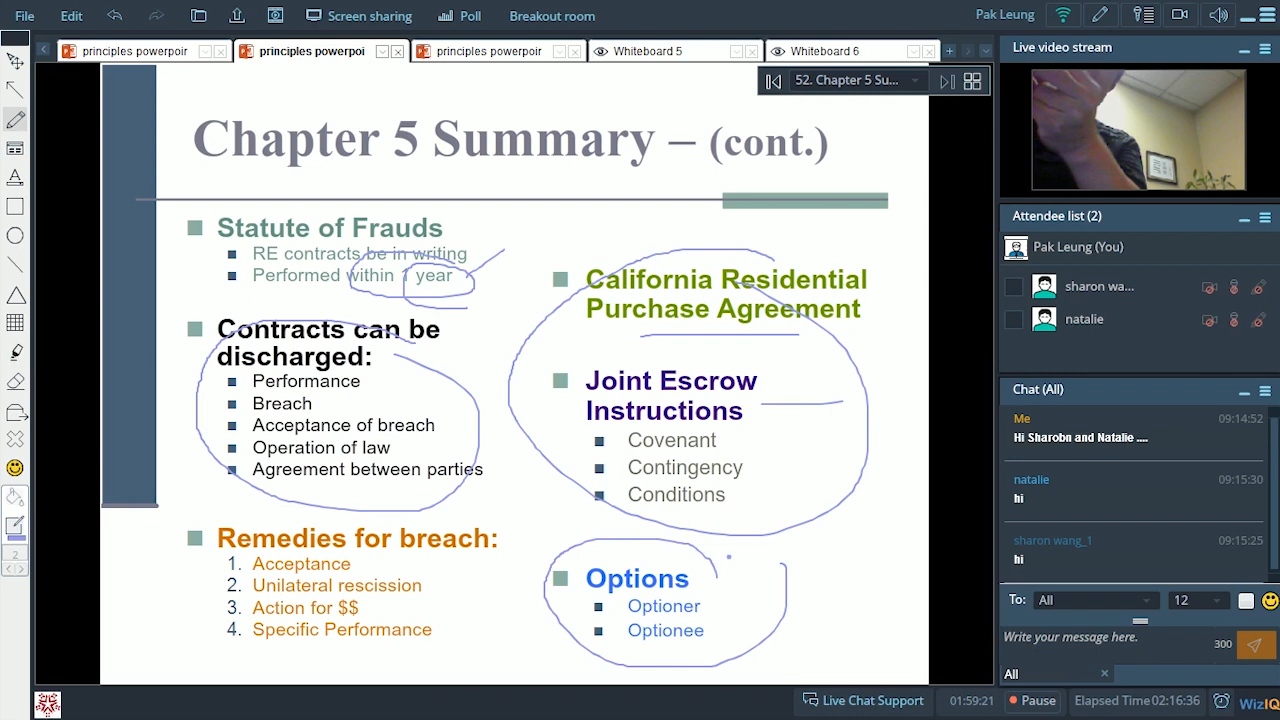 File Edit Screen sharing Poll Breakout room Pak Leung
principles powerpoir principles powerpoi principles powerpoir Whiteboard 5 Whiteboard 6
Live video stream
52. Chapter 5 Su...
Chapter 5 Summary – (cont.)
Statute of Frauds
RE contracts be in writing
Performed within 1 year
Contracts can be
discharged:
Performance
Breach
Acceptance of breach
Operation of law
Agreement between parties
Remedies for breach:
1. Acceptance
2. Unilateral rescission
3. Action for $$
4. Specific Performance
California Residential
Purchase Agreement
Joint Escrow
Instructions
Covenant
Contingency
Conditions
Options
Optioner
Optionee
Attendee list (2)
Pak Leung (You)
sharon wa...
natalie
Chat (All)
Me 09:14:52
Hi Sharobn and Natalie ....
natalie 09:15:30
hi
sharon wang_1 09:15:25
hi
To: All 12
Write your message here. 300
All
2
Live Chat Support 01:59:21 Pause Elapsed Time 02:16:36 WizIQ